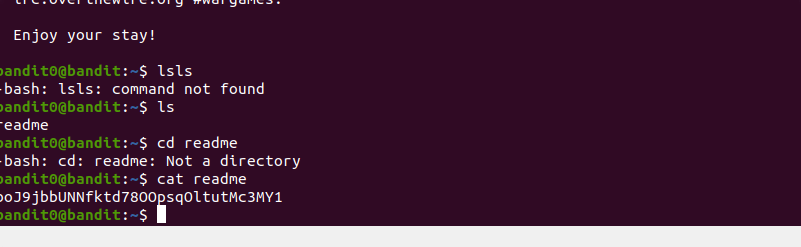 irc.overthewire.org #wargames.
Enjoy your stay!
bandit0@bandit:~$ lsls
-bash: lsls: command not found
bandit0@bandit:~$ ls
readme
bandit0@bandit:~$ cd readme
-bash: cd: readme: Not a directory
bandit0@bandit:~$ cat readme
boJ9jbbUNNfktd78OOpsqOltutMc3MY1
bandit0@bandit:~$